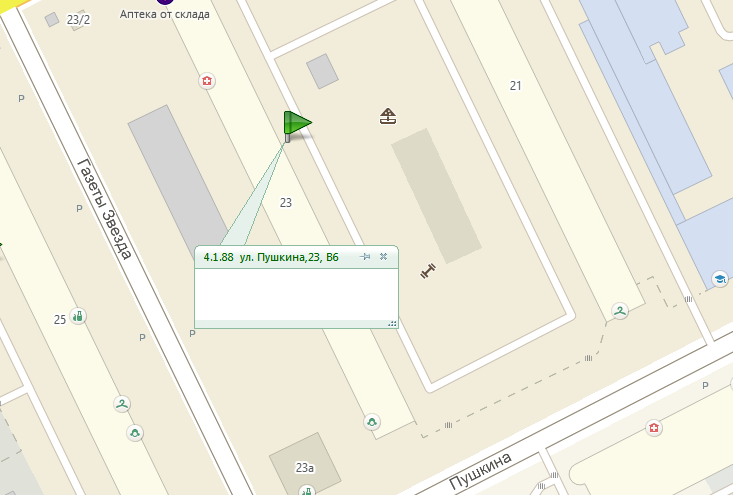 23/2
Аптека от склада
21
P
Газеты Звезда
P
23
4.1.88 ул. Пушкина,23, В6
25
P
P
P
23а
Пушкина